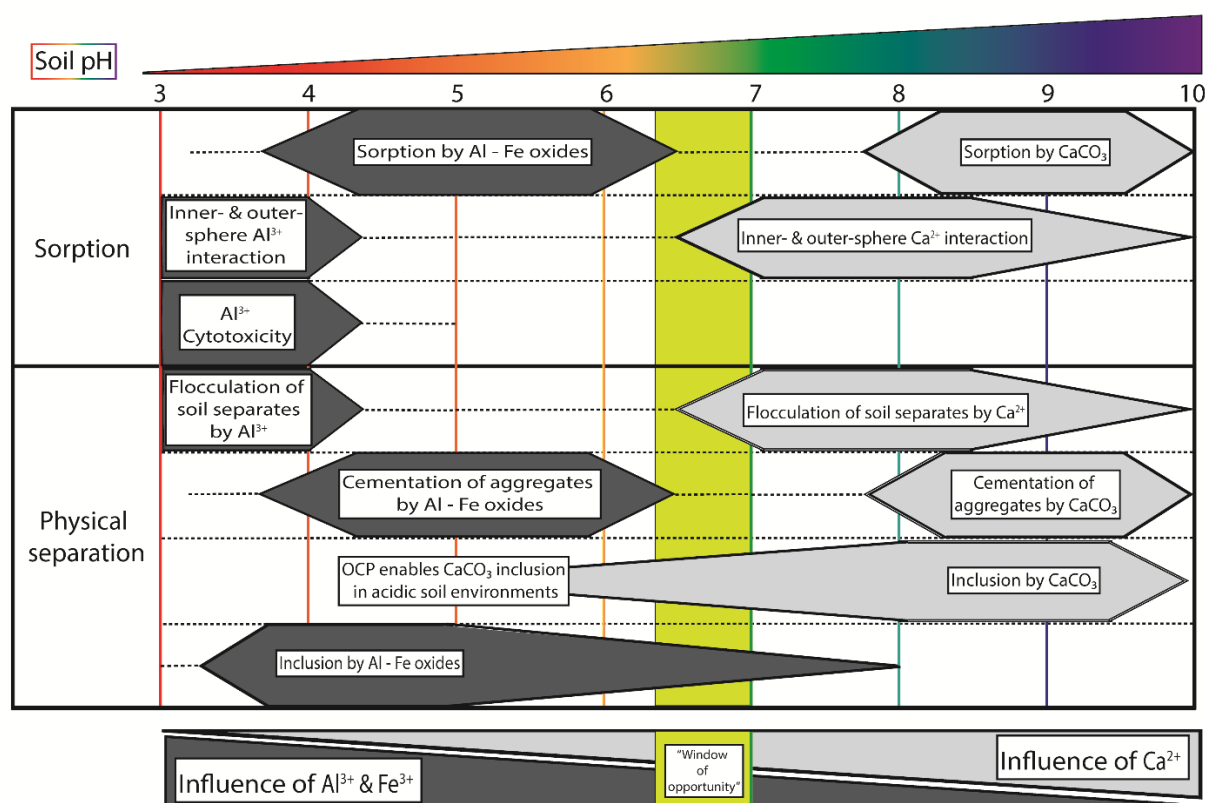 Soil pH
3 4 5 6 7 8 9 10
Sorption
Sorption by Al - Fe oxides
Sorption by CaCO₃
Inner- & outer-
sphere Al³⁺
interaction
Inner- & outer-sphere Ca²⁺ interaction
Al³⁺
Cytotoxicity
Physical
separation
Flocculation of
soil separates
by Al³⁺
Flocculation of soil separates by Ca²⁺
Cementation of aggregates
by Al - Fe oxides
Cementation of
aggregates by CaCO₃
OCP enables CaCO₃ inclusion
in acidic soil environments
Inclusion by CaCO₃
Inclusion by Al - Fe oxides
Influence of Al³⁺ & Fe³⁺
"Window
of
opportunity"
Influence of Ca²⁺